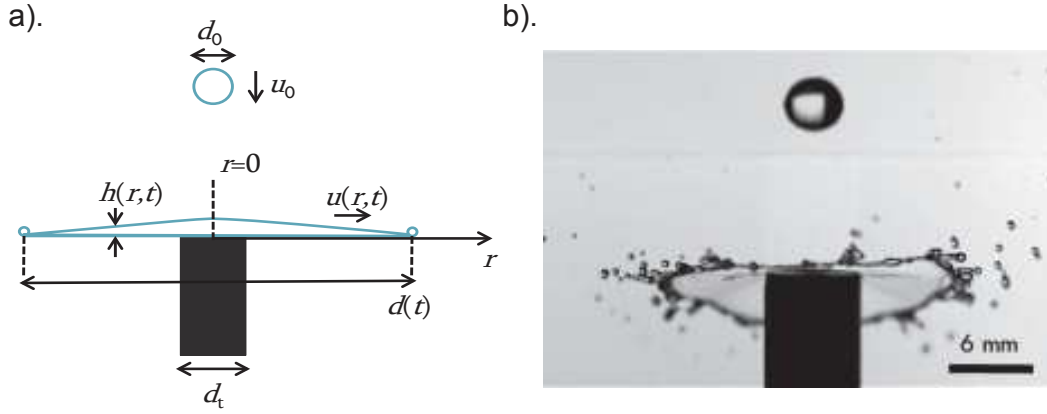 a).
d₀
u₀
r=0
h(r,t)
u(r,t)
r
d(t)
dₜ
b).
6 mm